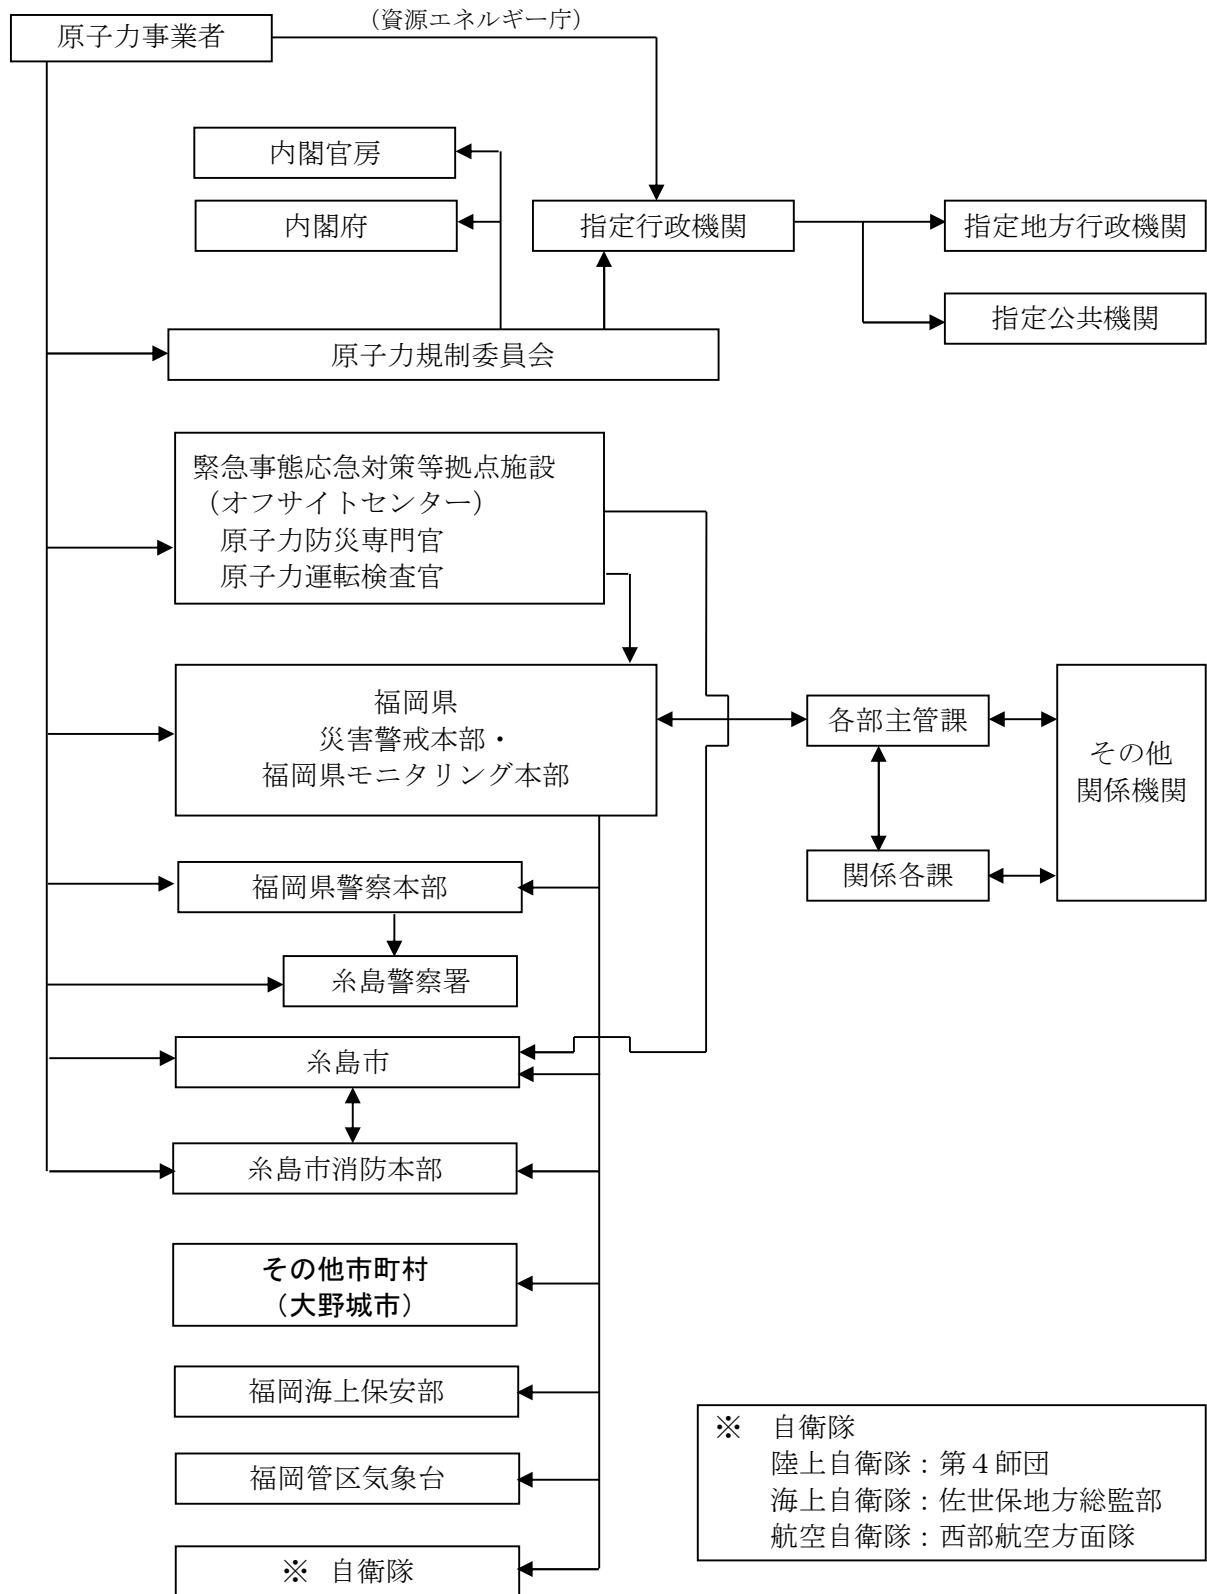 （資源エネルギー庁）
原子力事業者
内閣官房
内閣府
指定行政機関
指定地方行政機関
指定公共機関
原子力規制委員会
緊急事態応急対策等拠点施設
（オフサイトセンター）
原子力防災専門官
原子力運転検査官
福岡県
災害警戒本部・
福岡県モニタリング本部
各部主管課
その他
関係機関
関係各課
福岡県警察本部
糸島警察署
糸島市
糸島市消防本部
その他市町村
（大野城市）
福岡海上保安部
福岡管区気象台
※ 自衛隊
※ 自衛隊
陸上自衛隊：第４師団
海上自衛隊：佐世保地方総監部
航空自衛隊：西部航空方面隊